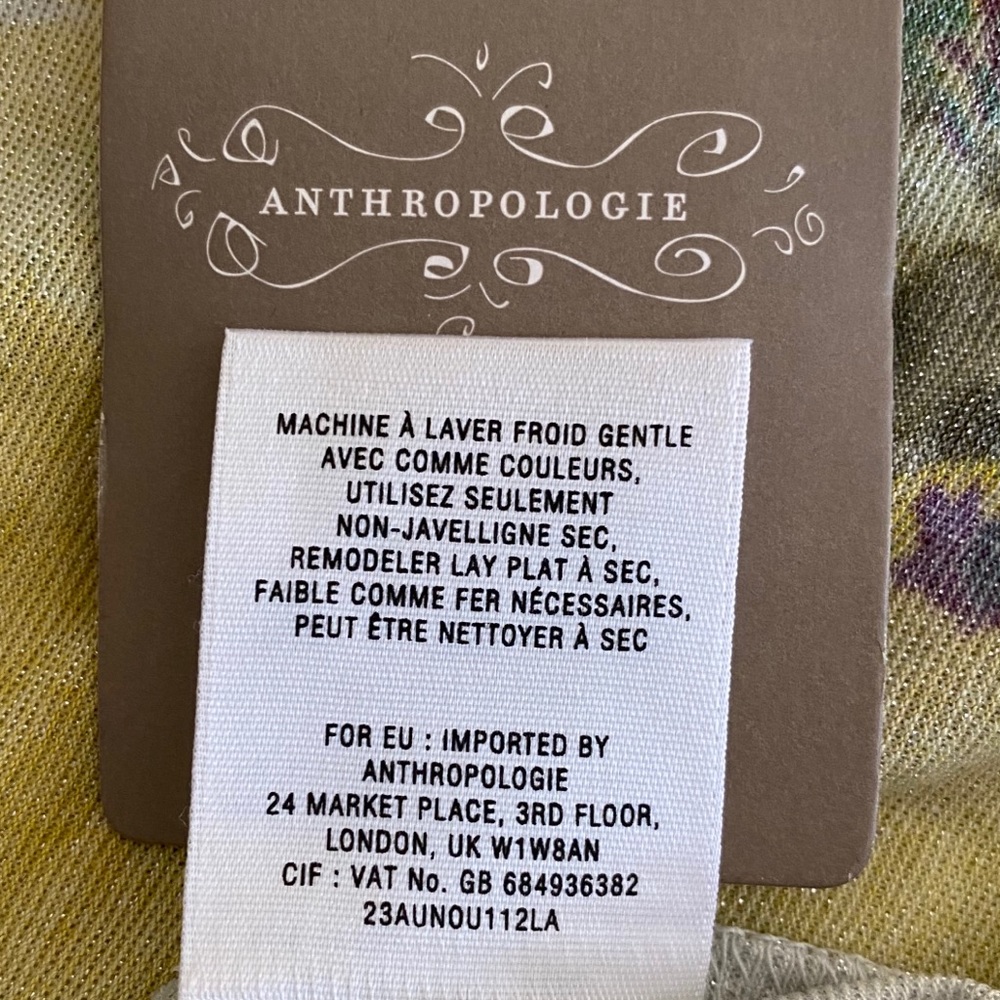 ANTHROPOLOGIE
MACHINE À LAVER FROID GENTLE
AVEC COMME COULEURS,
UTILISEZ SEULEMENT
NON-JAVELLIGNE SEC,
REMODELER LAY PLAT À SEC,
FAIBLE COMME FER NÉCESSAIRES,
PEUT ÊTRE NETTOYER À SEC
FOR EU : IMPORTED BY
ANTHROPOLOGIE
24 MARKET PLACE, 3RD FLOOR,
LONDON, UK W1W8AN
CIF : VAT No. GB 684936382
23AUNOU112LA